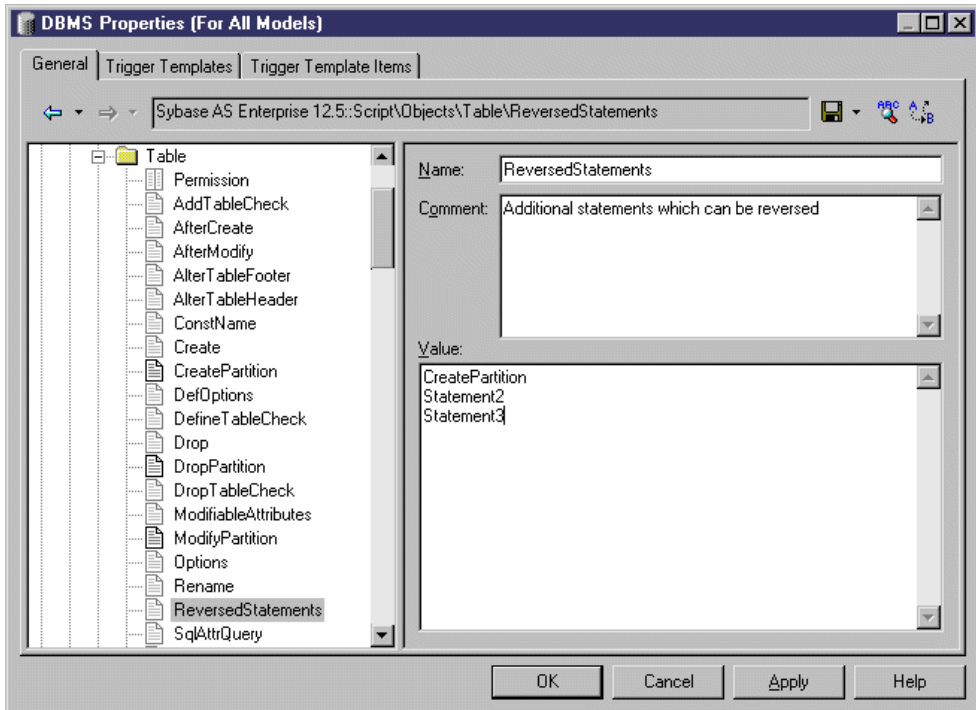 DBMS Properties (For All Models)
General Trigger Templates Trigger Template Items
Sybase AS Enterprise 12.5::Script\Objects\Table\ReversedStatements
ABC
A
B
Table
Permission
AddTableCheck
AfterCreate
AfterModify
AlterTableFooter
AlterTableHeader
ConstName
Create
CreatePartition
DefOptions
DefineTableCheck
Drop
DropPartition
DropTableCheck
ModifiableAttributes
ModifyPartition
Options
Rename
ReversedStatements
SqlAttrQuery
Name: ReversedStatements
Comment: Additional statements which can be reversed
Value:
CreatePartition
Statement2
Statement3
OK Cancel Apply Help